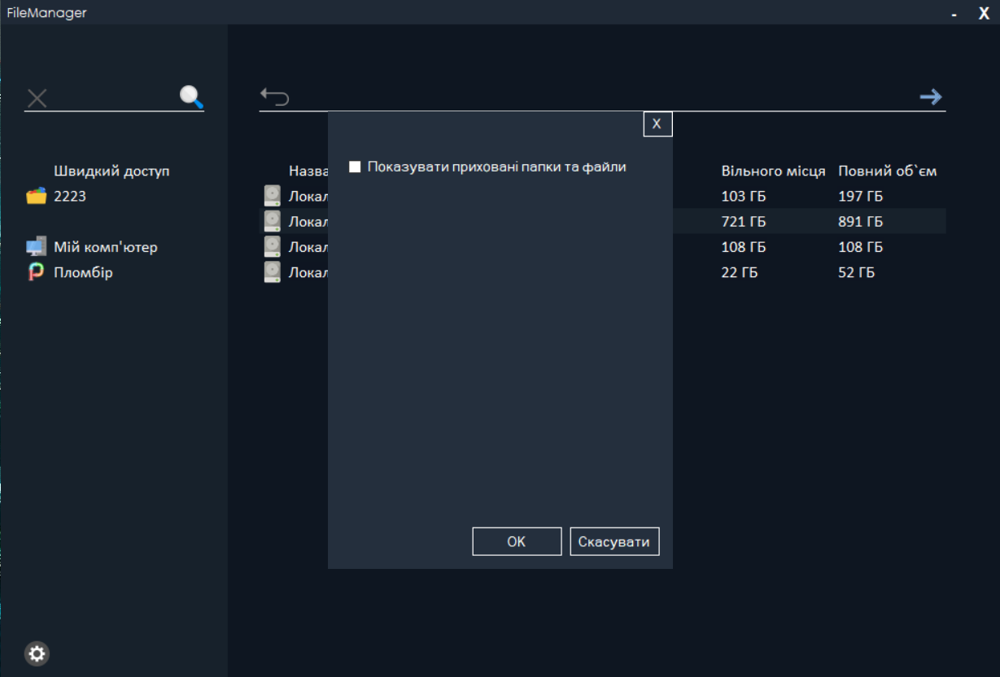 FileManager - X
X
Швидкий доступ
2223
Мій комп'ютер
Пломбір
Показувати приховані папки та файли
Назва Вільного місця Повний об`єм
Локал 103 ГБ 197 ГБ
Локал 721 ГБ 891 ГБ
Локал 108 ГБ 108 ГБ
Локал 22 ГБ 52 ГБ
OK Скасувати